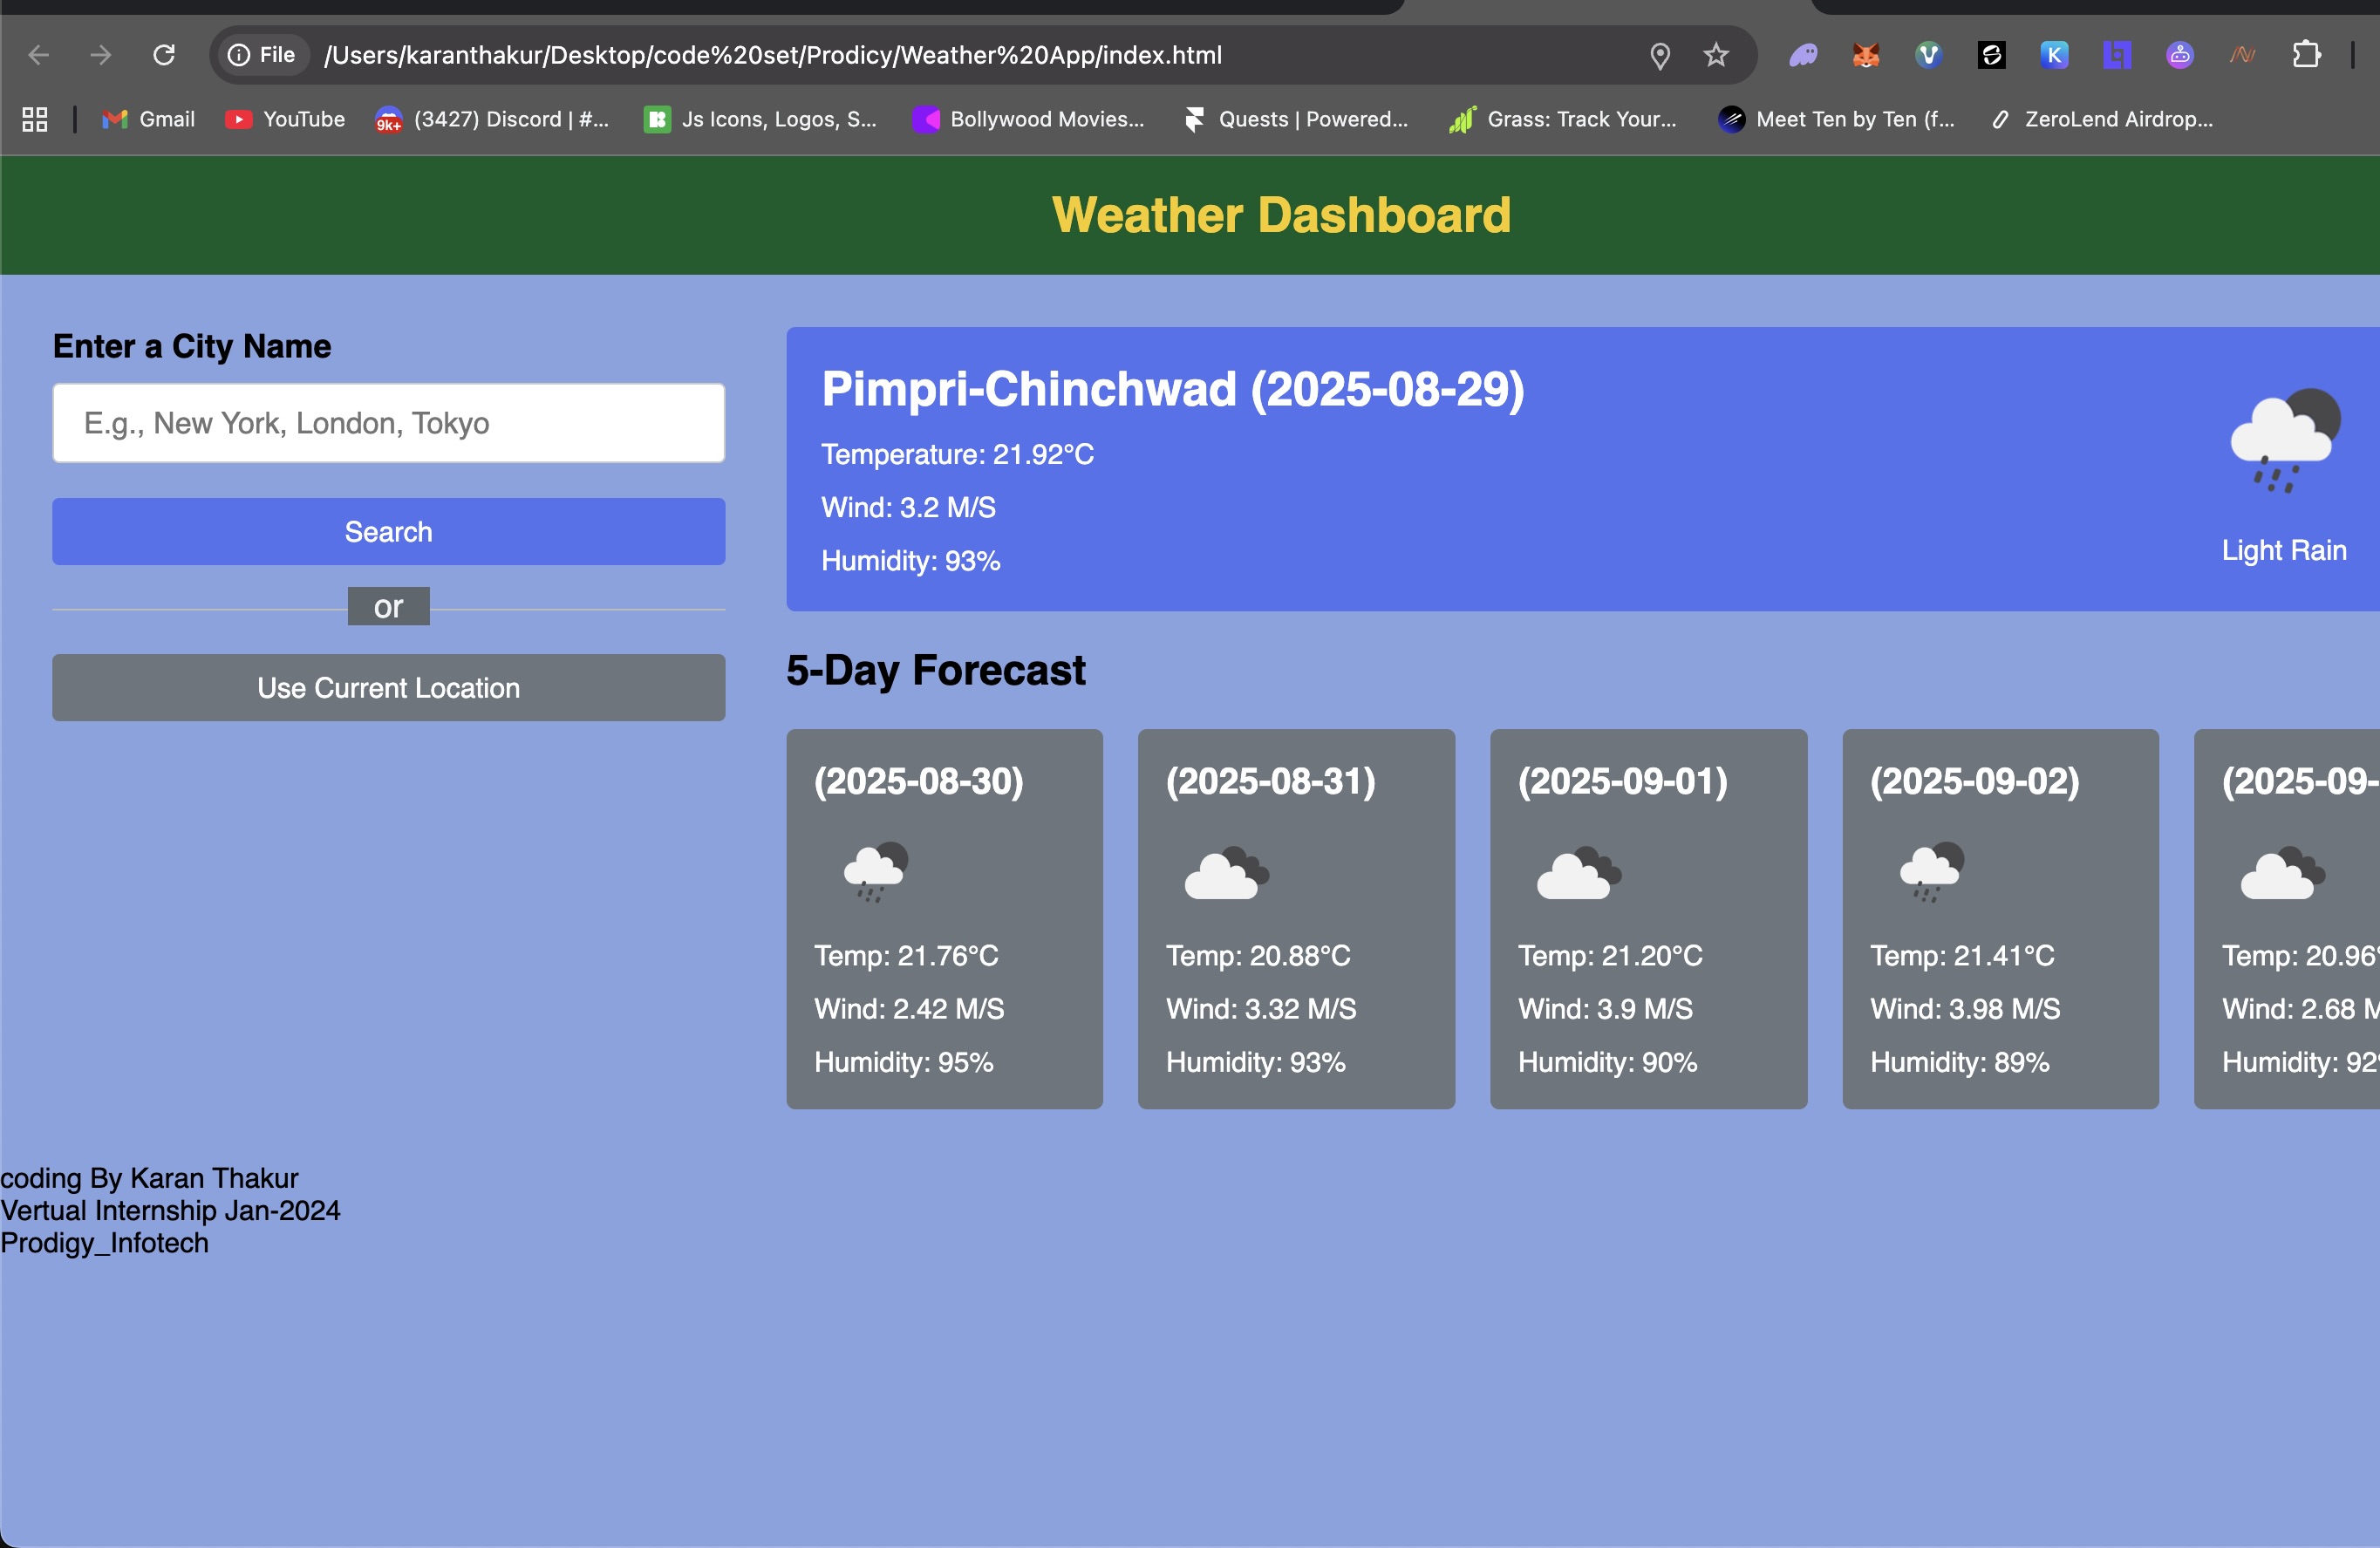 File /Users/karanthakur/Desktop/code%20set/Prodicy/Weather%20App/index.html
Gmail YouTube 9k+ (3427) Discord | #... Js Icons, Logos, S... Bollywood Movies... Quests | Powered... Grass: Track Your... Meet Ten by Ten (f... ZeroLend Airdrop...
Weather Dashboard
Enter a City Name
E.g., New York, London, Tokyo
Search
or
Use Current Location
Pimpri-Chinchwad (2025-08-29)
Temperature: 21.92°C
Wind: 3.2 M/S
Humidity: 93%
Light Rain
5-Day Forecast
(2025-08-30)
Temp: 21.76°C
Wind: 2.42 M/S
Humidity: 95%
(2025-08-31)
Temp: 20.88°C
Wind: 3.32 M/S
Humidity: 93%
(2025-09-01)
Temp: 21.20°C
Wind: 3.9 M/S
Humidity: 90%
(2025-09-02)
Temp: 21.41°C
Wind: 3.98 M/S
Humidity: 89%
(2025-09-
Temp: 20.96°
Wind: 2.68 M
Humidity: 92
coding By Karan Thakur
Vertual Internship Jan-2024
Prodigy_Infotech